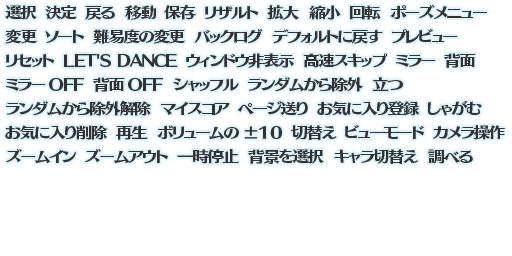 選択 決定 戻る 移動 保存 リザルト 拡大 縮小 回転 ポーズメニュー
変更 ソート 難易度の変更 バックログ デフォルトに戻す プレビュー
リセット LET'S DANCE ウィンドウ非表示 高速スキップ ミラー 背面
ミラーOFF 背面OFF シャッフル ランダムから除外 立つ
ランダムから除外解除 マイスコア ページ送り お気に入り登録 しゃがむ
お気に入り削除 再生 ボリュームの±10 切替え ビューモード カメラ操作
ズームイン ズームアウト 一時停止 背景を選択 キャラ切替え 調べる